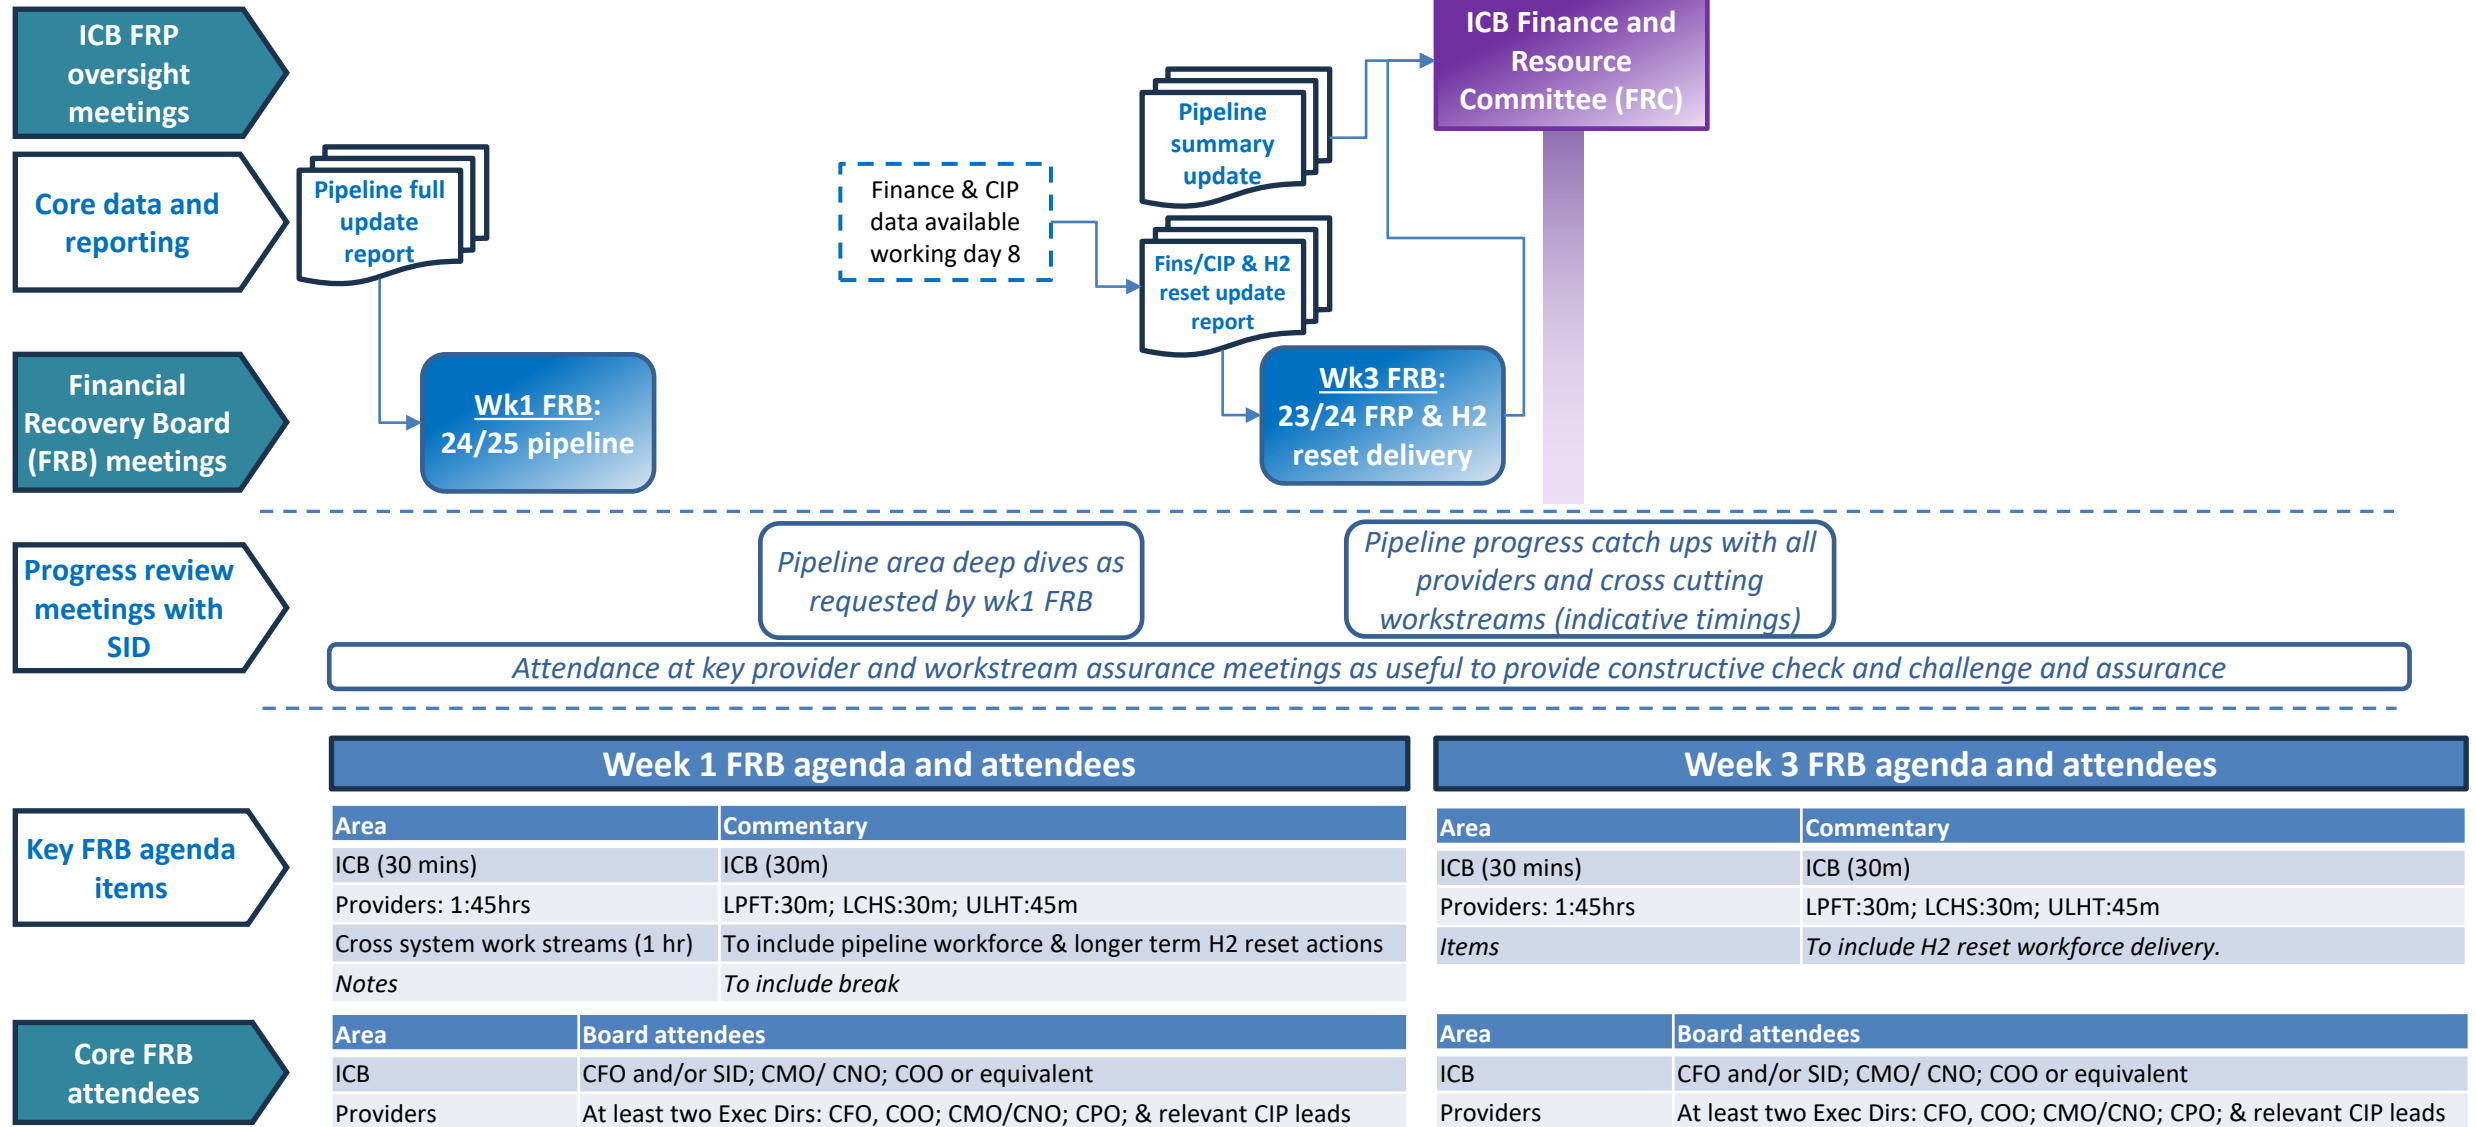 ICB FRP
oversight
meetings
ICB Finance and
Resource
Committee (FRC)
Pipeline
summary
update
Core data and
reporting
Pipeline full
update
report
Finance & CIP
data available
working day 8
Fins/CIP & H2
reset update
report
Financial
Recovery Board
(FRB) meetings
Wk1 FRB:
24/25 pipeline
Wk3 FRB:
23/24 FRP & H2
reset delivery
Progress review
meetings with
SID
Pipeline area deep dives as
requested by wk1 FRB
Pipeline progress catch ups with all
providers and cross cutting
workstreams (indicative timings)
Attendance at key provider and workstream assurance meetings as useful to provide constructive check and challenge and assurance
Week 1 FRB agenda and attendees
Week 3 FRB agenda and attendees
Key FRB agenda
items
Area Commentary
ICB (30 mins) ICB (30m)
Providers: 1:45hrs LPFT:30m; LCHS:30m; ULHT:45m
Cross system work streams (1 hr) To include pipeline workforce & longer term H2 reset actions
Notes To include break
Area Commentary
ICB (30 mins) ICB (30m)
Providers: 1:45hrs LPFT:30m; LCHS:30m; ULHT:45m
Items To include H2 reset workforce delivery.
Core FRB
attendees
Area Board attendees
ICB CFO and/or SID; CMO/ CNO; COO or equivalent
Providers At least two Exec Dirs: CFO, COO; CMO/CNO; CPO; & relevant CIP leads
Area Board attendees
ICB CFO and/or SID; CMO/ CNO; COO or equivalent
Providers At least two Exec Dirs: CFO, COO; CMO/CNO; CPO; & relevant CIP leads